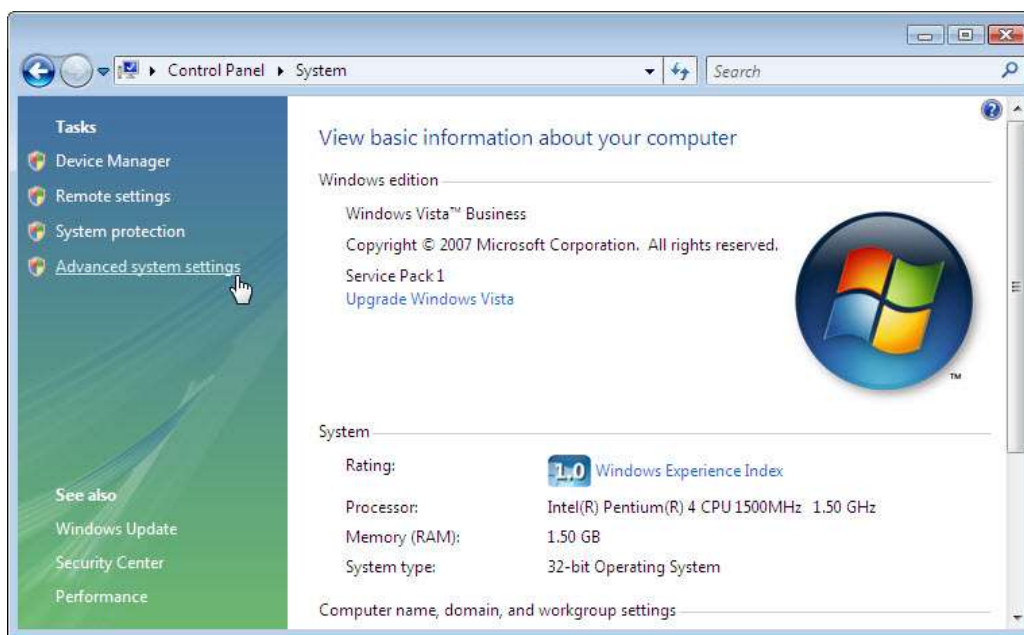 Control Panel ▸ System
Search
Tasks
Device Manager
Remote settings
System protection
Advanced system settings
See also
Windows Update
Security Center
Performance
View basic information about your computer
Windows edition
Windows Vista™ Business
Copyright © 2007 Microsoft Corporation. All rights reserved.
Service Pack 1
Upgrade Windows Vista
TM
System
Rating:
1.0 Windows Experience Index
Processor:
Intel(R) Pentium(R) 4 CPU 1500MHz 1.50 GHz
Memory (RAM):
1.50 GB
System type:
32-bit Operating System
Computer name, domain, and workgroup settings